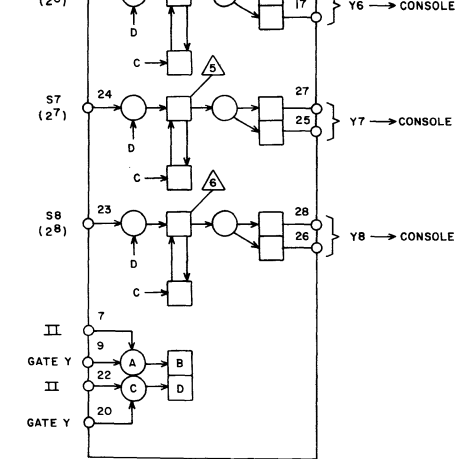 (26)
17
Y6 → CONSOLE
D
C
5
S7
(2⁷)
24
27
25
Y7 → CONSOLE
D
C
6
S8
(2⁸)
23
28
26
Y8 → CONSOLE
D
C
7
II
9
GATE Y
A
B
22
II
C
D
20
GATE Y